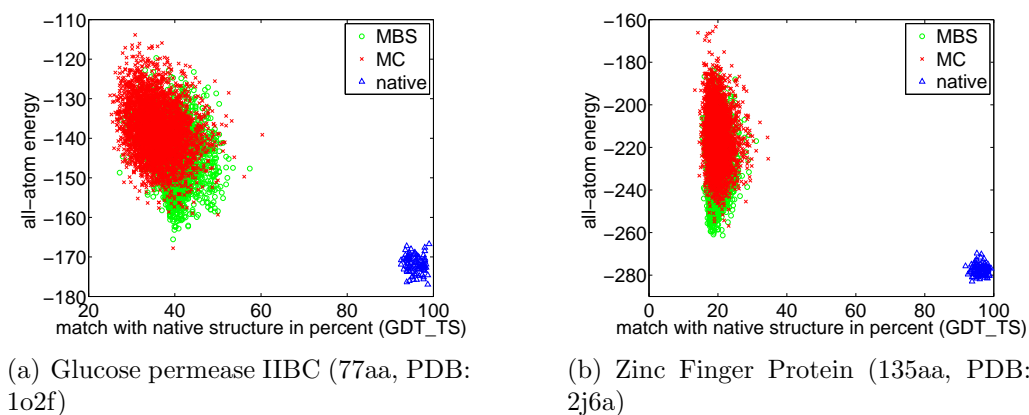 −110
−120
−130
−140
−150
−160
−170
−180
all−atom energy
20 40 60 80 100
match with native structure in percent (GDT_TS)
MBS
MC
native
(a) Glucose permease IIBC (77aa, PDB:
1o2f)
−160
−180
−200
−220
−240
−260
−280
all−atom energy
0 20 40 60 80 100
match with native structure in percent (GDT_TS)
MBS
MC
native
(b) Zinc Finger Protein (135aa, PDB:
2j6a)